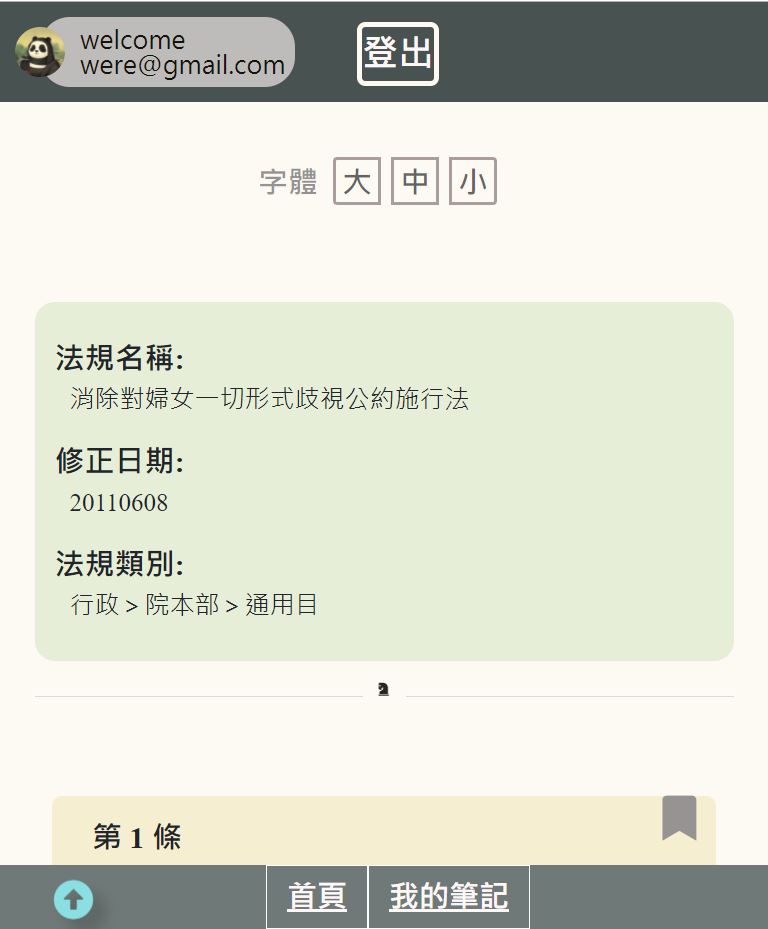 welcome
were@gmail.com
登出
字體 大 中 小
法規名稱:
消除對婦女一切形式歧視公約施行法
修正日期:
20110608
法規類別:
行政 > 院本部 > 通用目
第 1 條
首頁 我的筆記